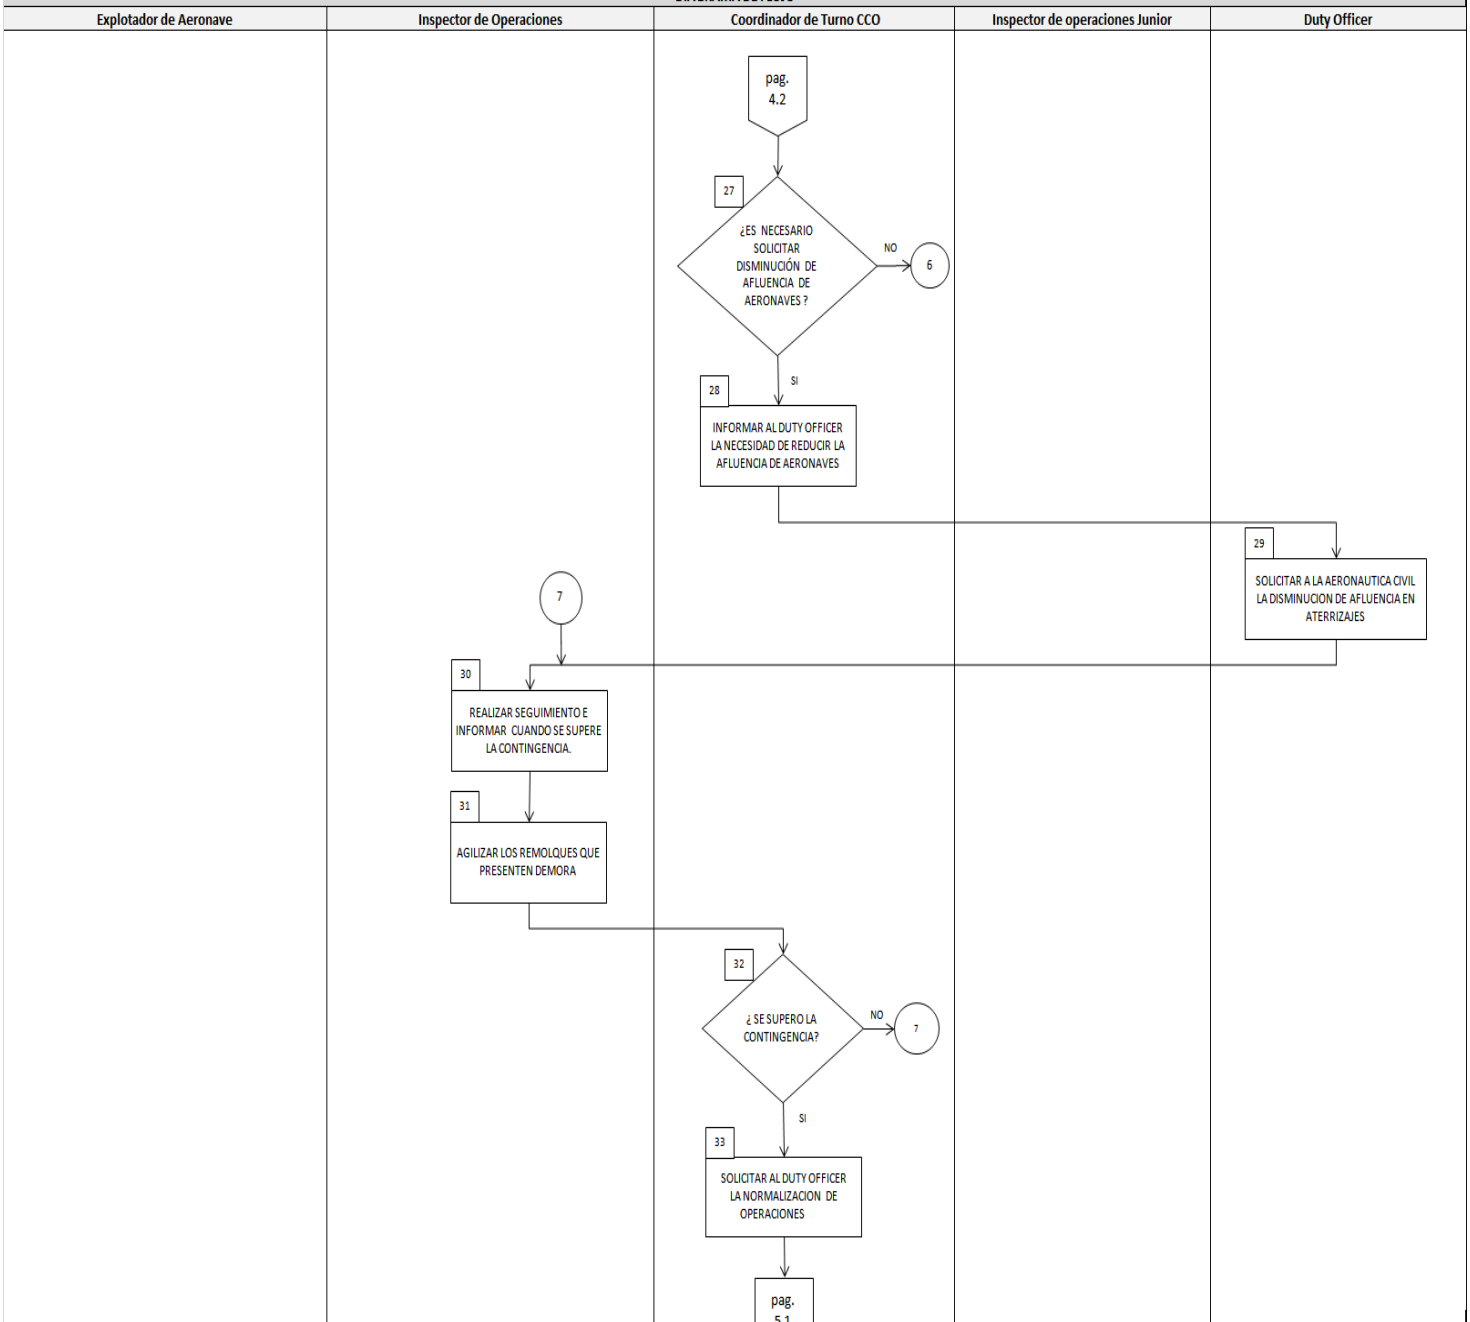 Explotador de Aeronave
Inspector de Operaciones
Coordinador de Turno CCO
Inspector de operaciones Junior
Duty Officer
pag.
4.2
27
¿ES NECESARIO
SOLICITAR
DISMINUCIÓN DE
AFLUENCIA DE
AERONAVES ?
NO
6
SI
28
INFORMAR AL DUTY OFFICER
LA NECESIDAD DE REDUCIR LA
AFLUENCIA DE AERONAVES
29
SOLICITAR A LA AERONAUTICA CIVIL
LA DISMINUCION DE AFLUENCIA EN
ATERRIZAJES
7
30
REALIZAR SEGUIMIENTO E
INFORMAR CUANDO SE SUPERE
LA CONTINGENCIA.
31
AGILIZAR LOS REMOLQUES QUE
PRESENTEN DEMORA
32
¿ SE SUPERO LA
CONTINGENCIA?
NO
7
SI
33
SOLICITAR AL DUTY OFFICER
LA NORMALIZACION DE
OPERACIONES
pag.
5.1